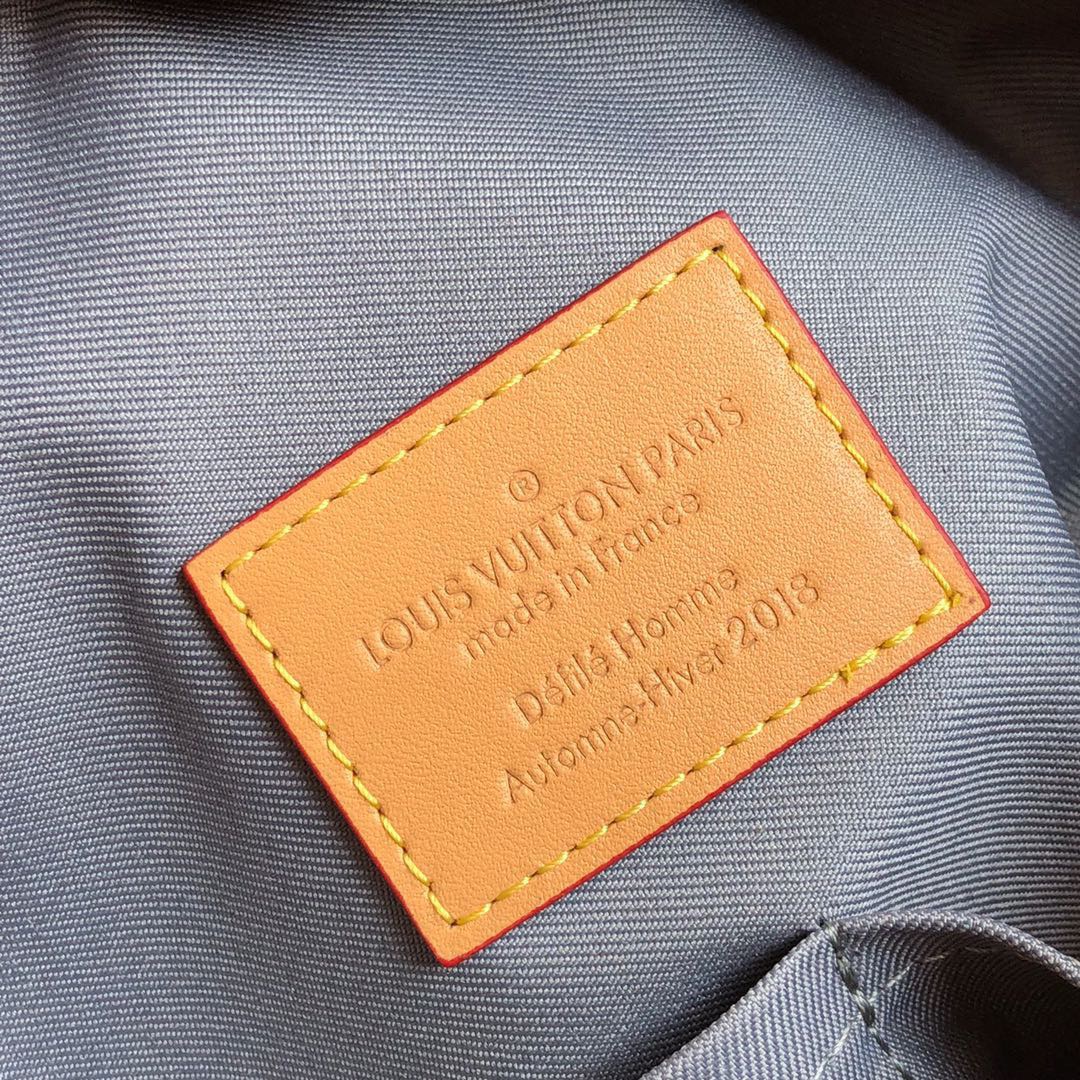 ®
LOUIS VUITTON PARIS
made in France
Défilé Homme
Automne-Hiver 2018